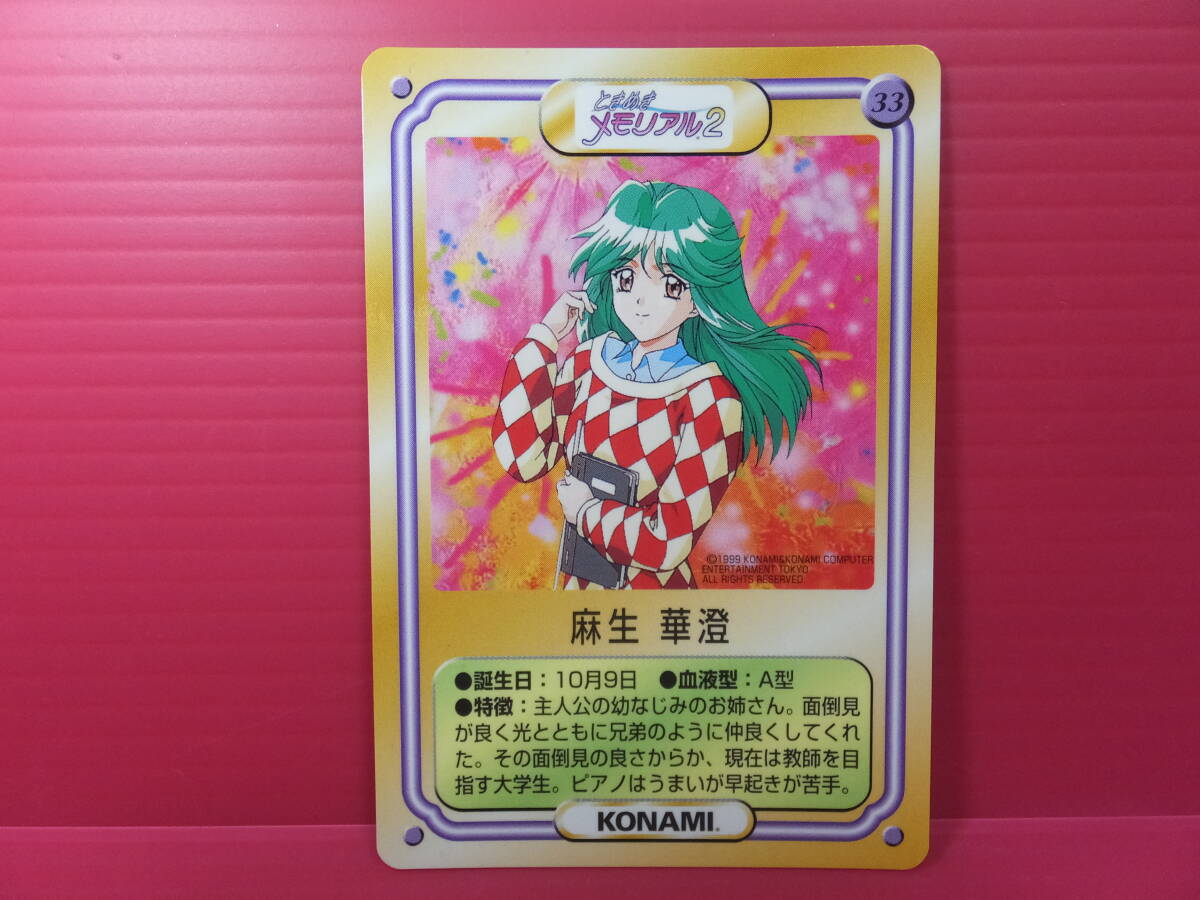 ときめき
メモリアル2
33
©1999 KONAMI&KONAMI COMPUTER
ENTERTAINMENT TOKYO
ALL RIGHTS RESERVED.
麻生 華澄
●誕生日：10月9日 ●血液型：A型
●特徴：主人公の幼なじみのお姉さん。面倒見
が良く光とともに兄弟のように仲良くしてくれ
た。その面倒見の良さからか、現在は教師を目
指す大学生。ピアノはうまいが早起きが苦手。
KONAMI®